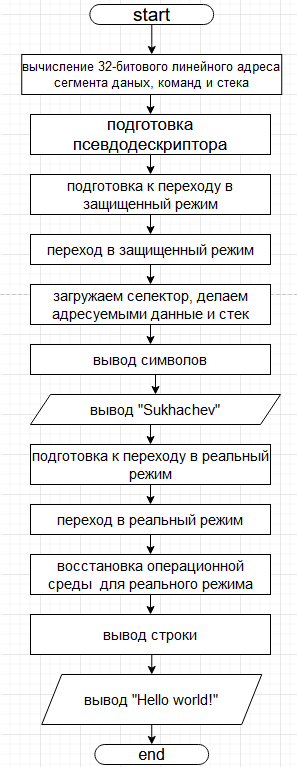 start
вычисление 32-битового линейного адреса
сегмента даных, команд и стека
подготовка
псевдодескриптора
подготовка к переходу в
защищенный режим
переход в защищенный режим
загружаем селектор, делаем
адресуемыми данные и стек
вывод символов
вывод "Sukhachev"
подготовка к переходу в реальный
режим
переход в реальный режим
восстановка операционной
среды для реального режима
вывод строки
вывод "Hello world!"
end